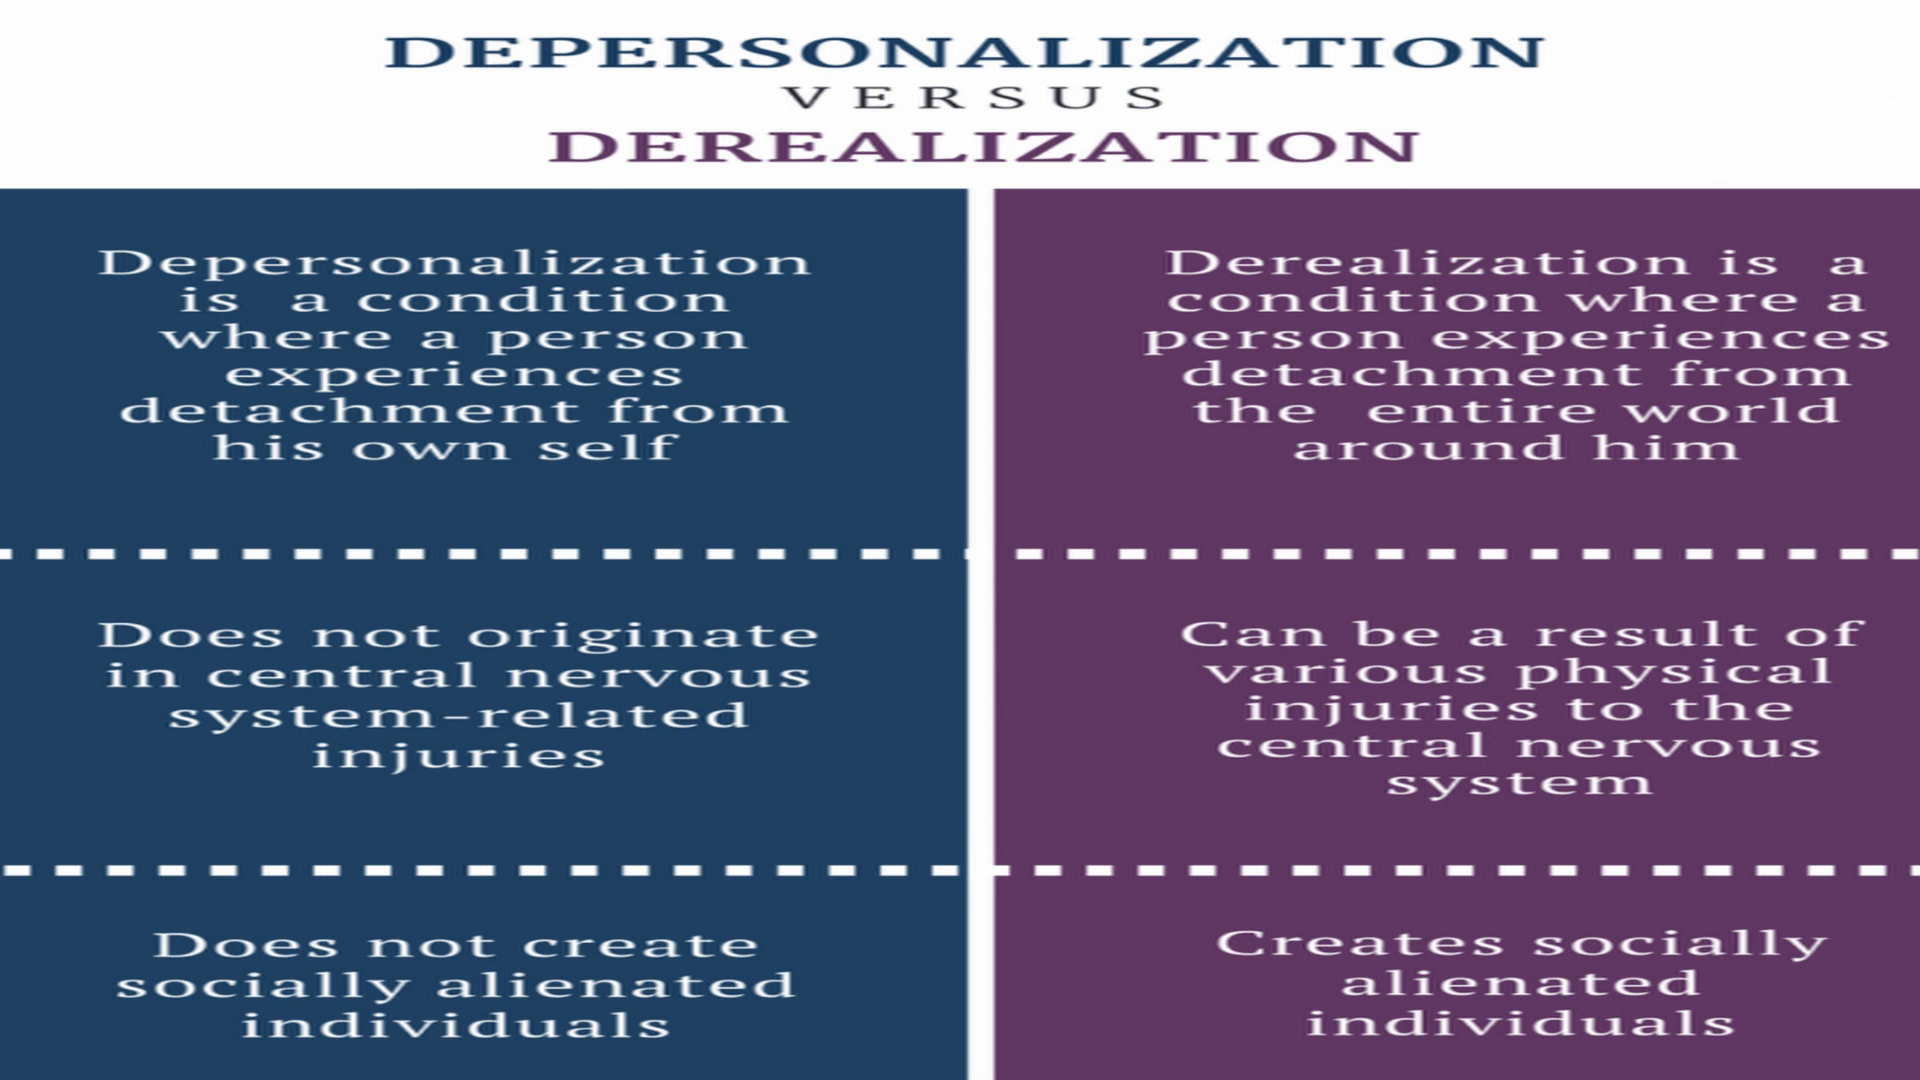 DEPERSONALIZATION
VERSUS
DEREALIZATION
Depersonalization
is a condition
where a person
experiences
detachment from
his own self
Derealization is a
condition where a
person experiences
detachment from
the entire world
around him
Does not originate
in central nervous
system-related
injuries
Can be a result of
various physical
injuries to the
central nervous
system
Does not create
socially alienated
individuals
Creates socially
alienated
individuals